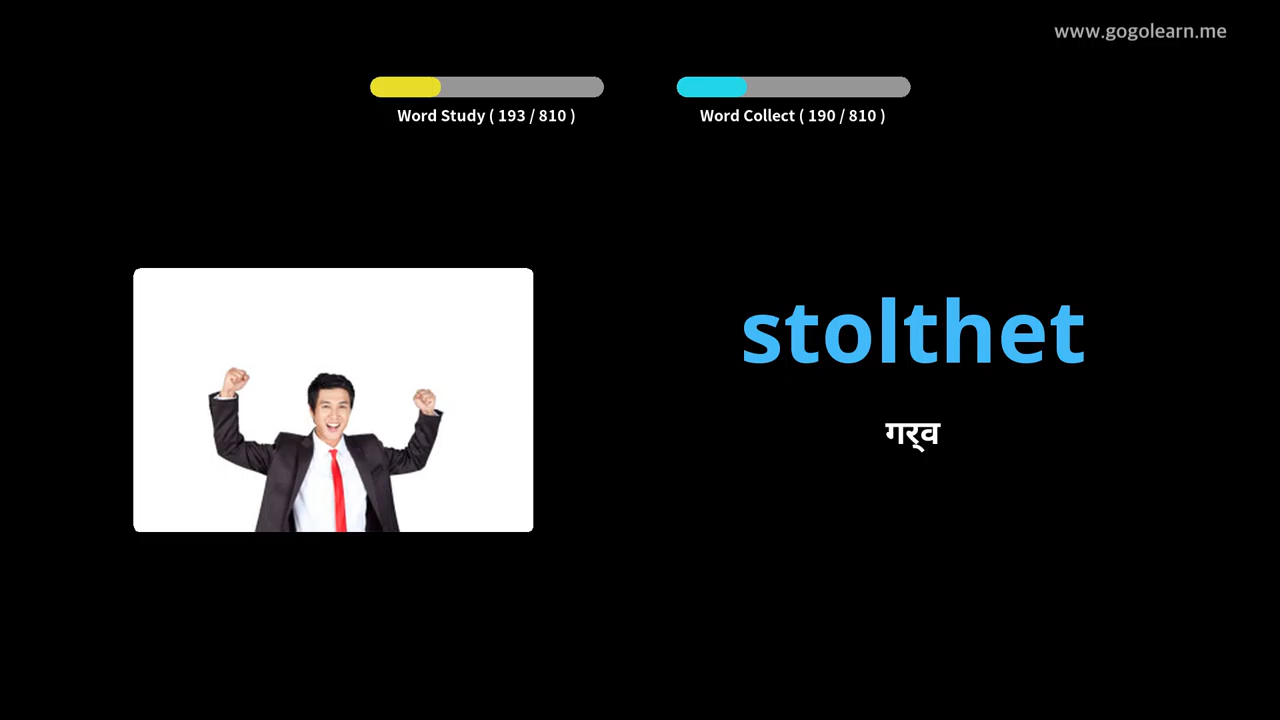 www.gogolearn.me
Word Study ( 193 / 810 )
Word Collect ( 190 / 810 )
stolthet
गर्‌व